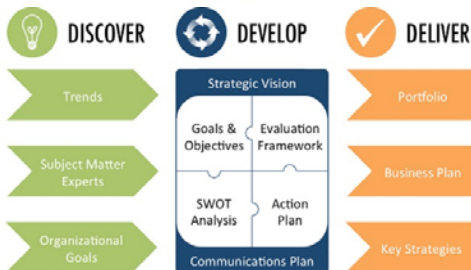 DISCOVER
DEVELOP
DELIVER
Trends
Subject Matter
Experts
Organizational
Goals
Strategic Vision
Goals &
Objectives
Evaluation
Framework
SWOT
Analysis
Action
Plan
Communications Plan
Portfolio
Business Plan
Key Strategies